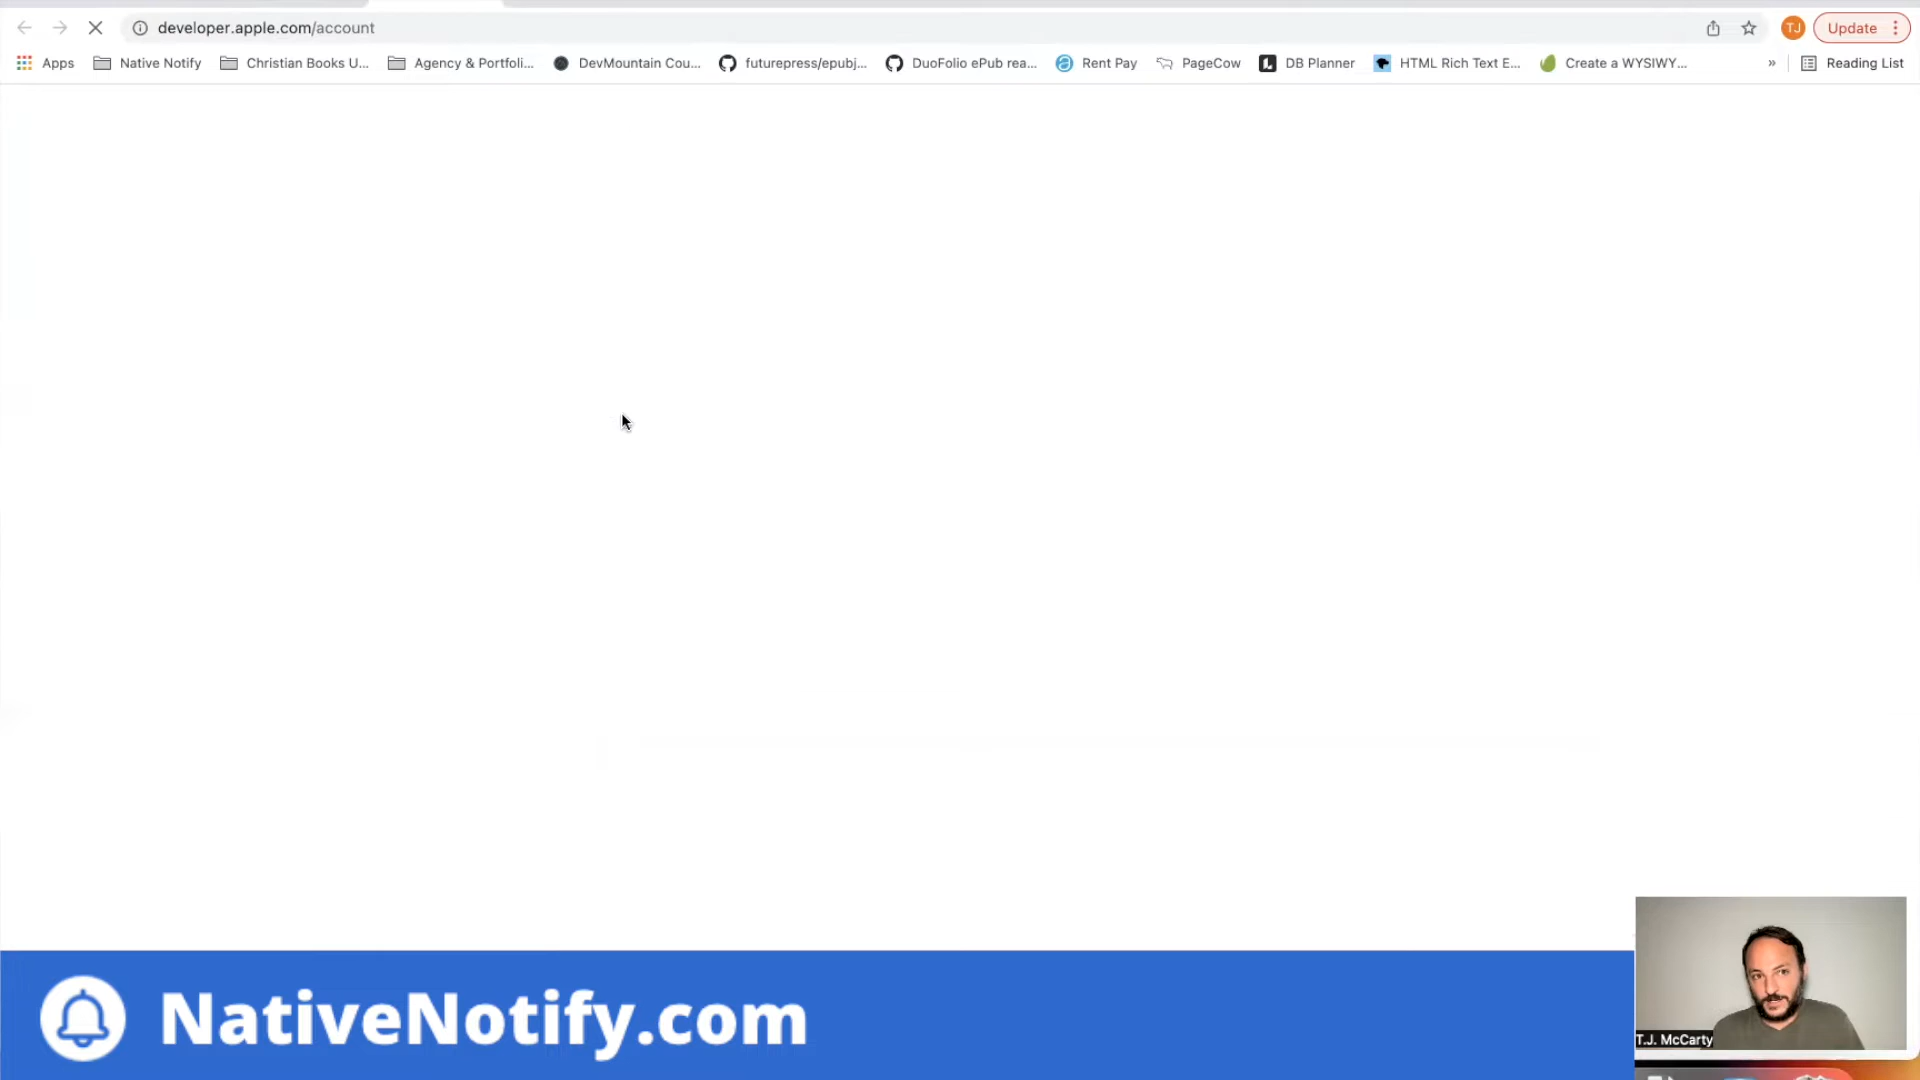 developer.apple.com/account
TJ
Update
Apps
Native Notify
Christian Books U...
Agency & Portfoli...
DevMountain Cou...
futurepress/epubj...
DuoFolio ePub rea...
Rent Pay
PageCow
DB Planner
HTML Rich Text E...
Create a WYSIWY...
»
Reading List
NativeNotify.com
T.J. McCarty